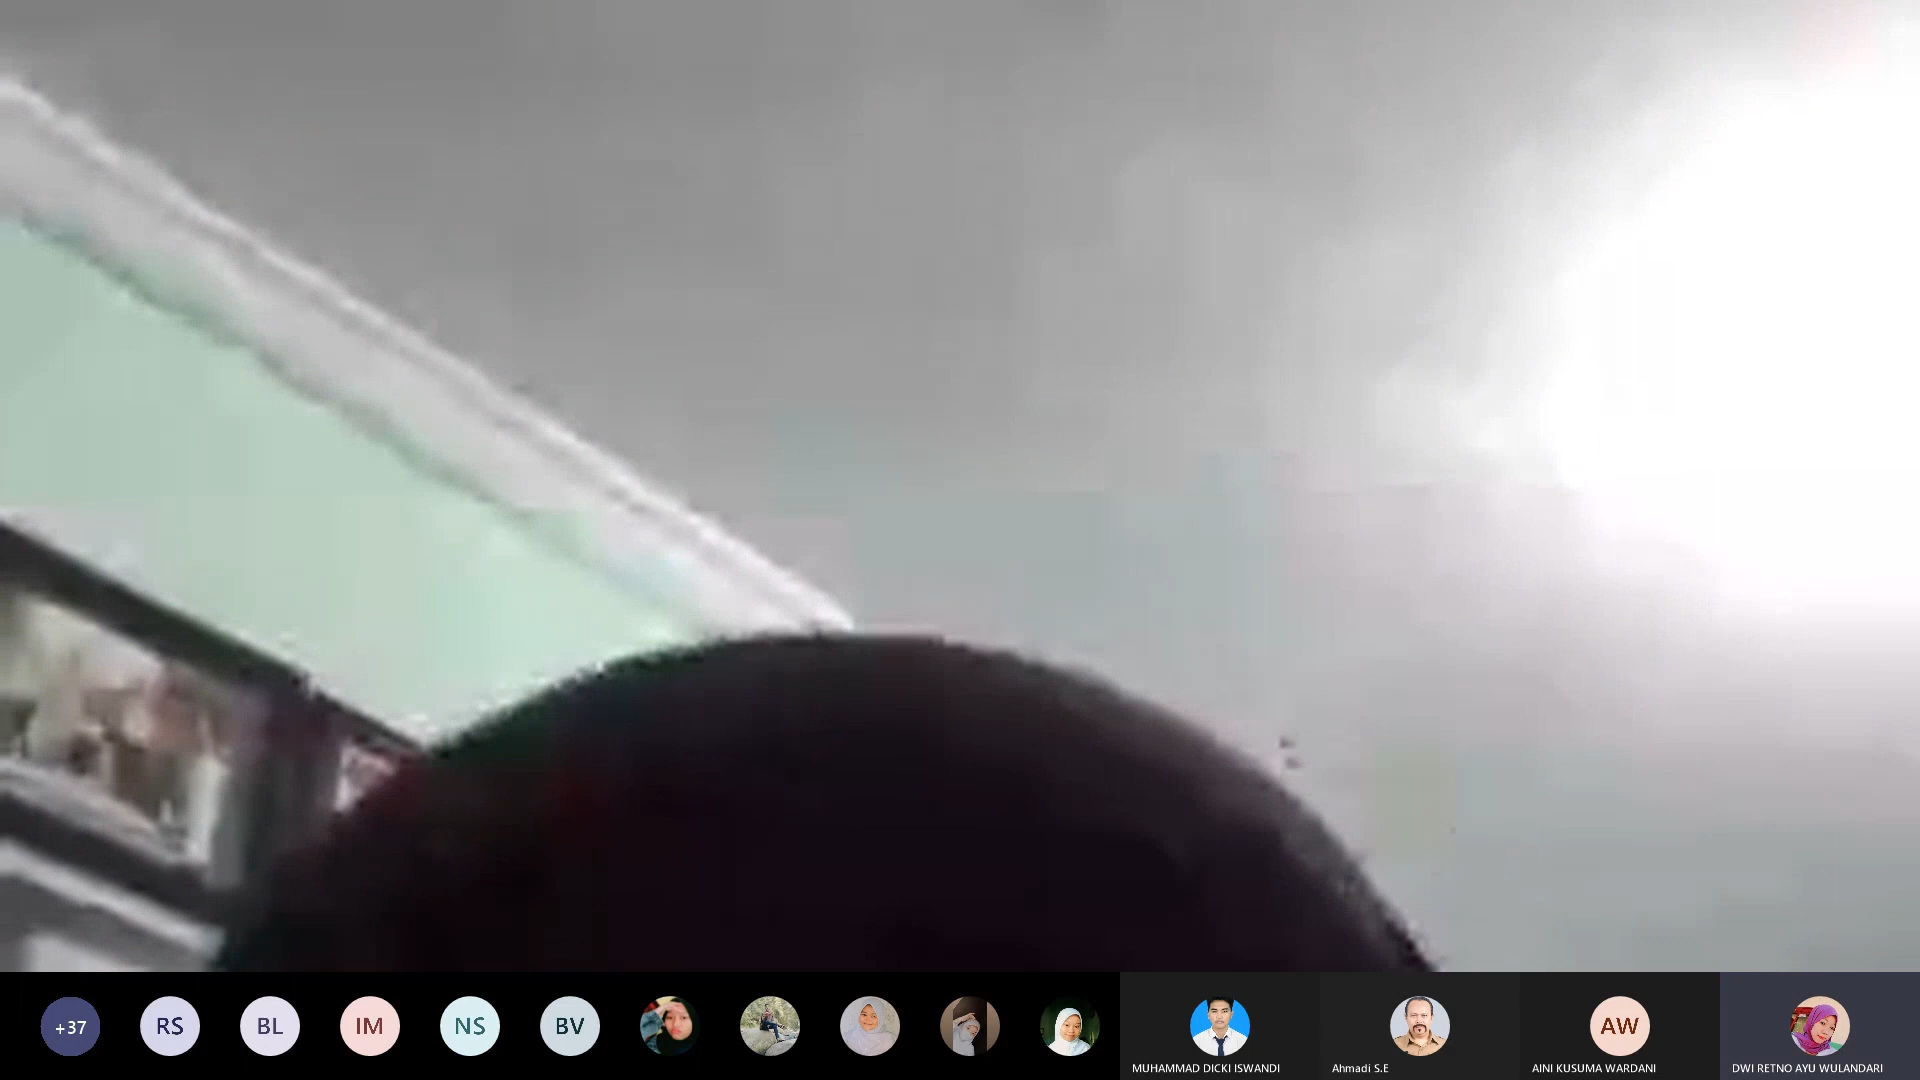 +37
RS
BL
IM
NS
BV
AW
MUHAMMAD DICKI ISWANDI
Ahmadi S.E
AINI KUSUMA WARDANI
DWI RETNO AYU WULANDARI